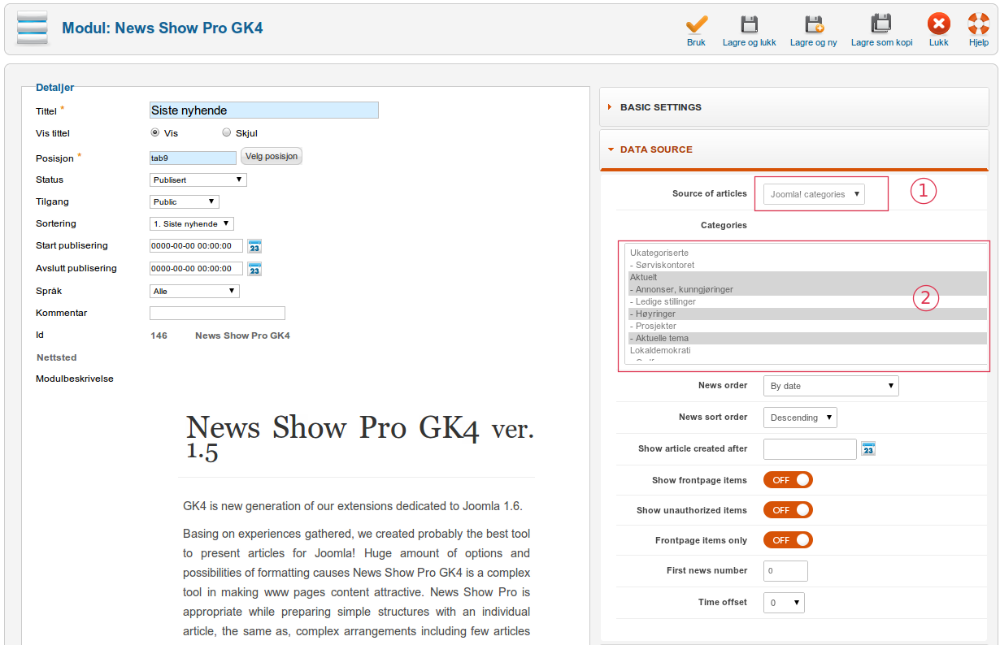 Modul: News Show Pro GK4
Bruk
Lagre og lukk
Lagre og ny
Lagre som kopi
Lukk
Hjelp
Detaljer
Tittel *
Siste nyhende
Vis tittel
Vis
Skjul
Posisjon *
tab9
Velg posisjon
Status
Publisert
Tilgang
Public
Sortering
1. Siste nyhende
Start publisering
0000-00-00 00:00:00
23
Avslutt publisering
0000-00-00 00:00:00
23
Språk
Alle
Kommentar
Id
146
News Show Pro GK4
Nettsted
Modulbeskrivelse
News Show Pro GK4 ver.
1.5
GK4 is new generation of our extensions dedicated to Joomla 1.6.
Basing on experiences gathered, we created probably the best tool
to present articles for Joomla! Huge amount of options and
possibilities of formatting causes News Show Pro GK4 is a complex
tool in making www pages content attractive. News Show Pro is
appropriate while preparing simple structures with an individual
article, the same as, complex arrangements including few articles
BASIC SETTINGS
DATA SOURCE
Source of articles
Joomla! categories
1
Categories
Ukategoriserte
- Sørviskontoret
Aktuelt
- Annonser, kunngjøringer
- Ledige stillinger
- Høyringer
- Prosjekter
- Aktuelle tema
Lokaldemokrati
2
News order
By date
News sort order
Descending
Show article created after
23
Show frontpage items
OFF
Show unauthorized items
OFF
Frontpage items only
OFF
First news number
0
Time offset
0